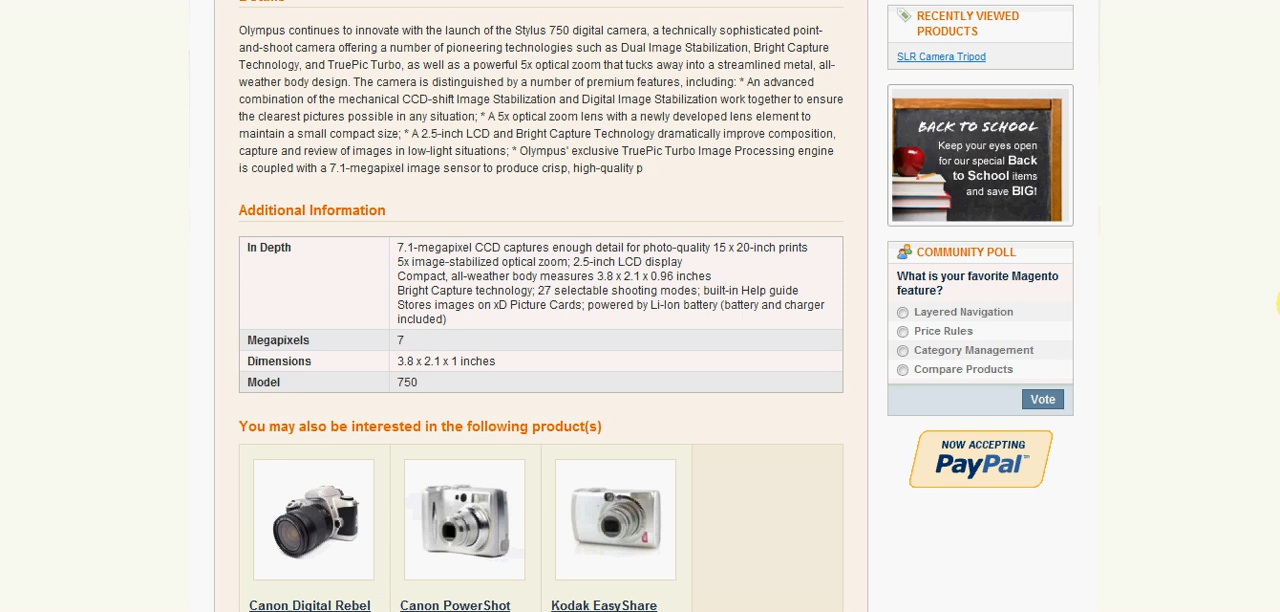 Details
Olympus continues to innovate with the launch of the Stylus 750 digital camera, a technically sophisticated point-
and-shoot camera offering a number of pioneering technologies such as Dual Image Stabilization, Bright Capture
Technology, and TruePic Turbo, as well as a powerful 5x optical zoom that tucks away into a streamlined metal, all-
weather body design. The camera is distinguished by a number of premium features, including: * An advanced
combination of the mechanical CCD-shift Image Stabilization and Digital Image Stabilization work together to ensure
the clearest pictures possible in any situation; * A 5x optical zoom lens with a newly developed lens element to
maintain a small compact size; * A 2.5-inch LCD and Bright Capture Technology dramatically improve composition,
capture and review of images in low-light situations; * Olympus' exclusive TruePic Turbo Image Processing engine
is coupled with a 7.1-megapixel image sensor to produce crisp, high-quality p
Additional Information
In Depth
7.1-megapixel CCD captures enough detail for photo-quality 15 x 20-inch prints
5x image-stabilized optical zoom; 2.5-inch LCD display
Compact, all-weather body measures 3.8 x 2.1 x 0.96 inches
Bright Capture technology; 27 selectable shooting modes; built-in Help guide
Stores images on xD Picture Cards; powered by Li-Ion battery (battery and charger
included)
Megapixels 7
Dimensions 3.8 x 2.1 x 1 inches
Model 750
You may also be interested in the following product(s)
Canon Digital Rebel
Canon PowerShot
Kodak EasyShare
RECENTLY VIEWED
PRODUCTS
SLR Camera Tripod
BACK TO SCHOOL
Keep your eyes open
for our special Back
to School items
and save BIG!
COMMUNITY POLL
What is your favorite Magento
feature?
Layered Navigation
Price Rules
Category Management
Compare Products
Vote
NOW ACCEPTING
PayPal